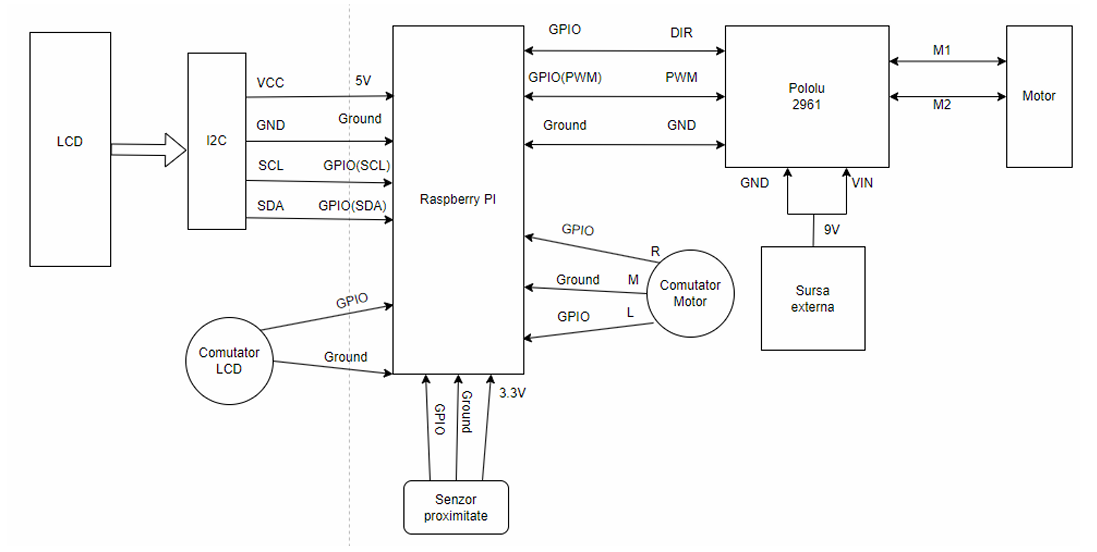 LCD
I2C
VCC
5V
GND
Ground
SCL
GPIO(SCL)
SDA
GPIO(SDA)
Raspberry PI
GPIO
DIR
GPIO(PWM)
PWM
Ground
GND
Pololu
2961
M1
M2
Motor
GND
VIN
9V
Sursa
externa
GPIO
R
Ground
M
GPIO
L
Comutator
Motor
GPIO
Ground
Comutator
LCD
GPIO
Ground
3.3V
Senzor
proximitate